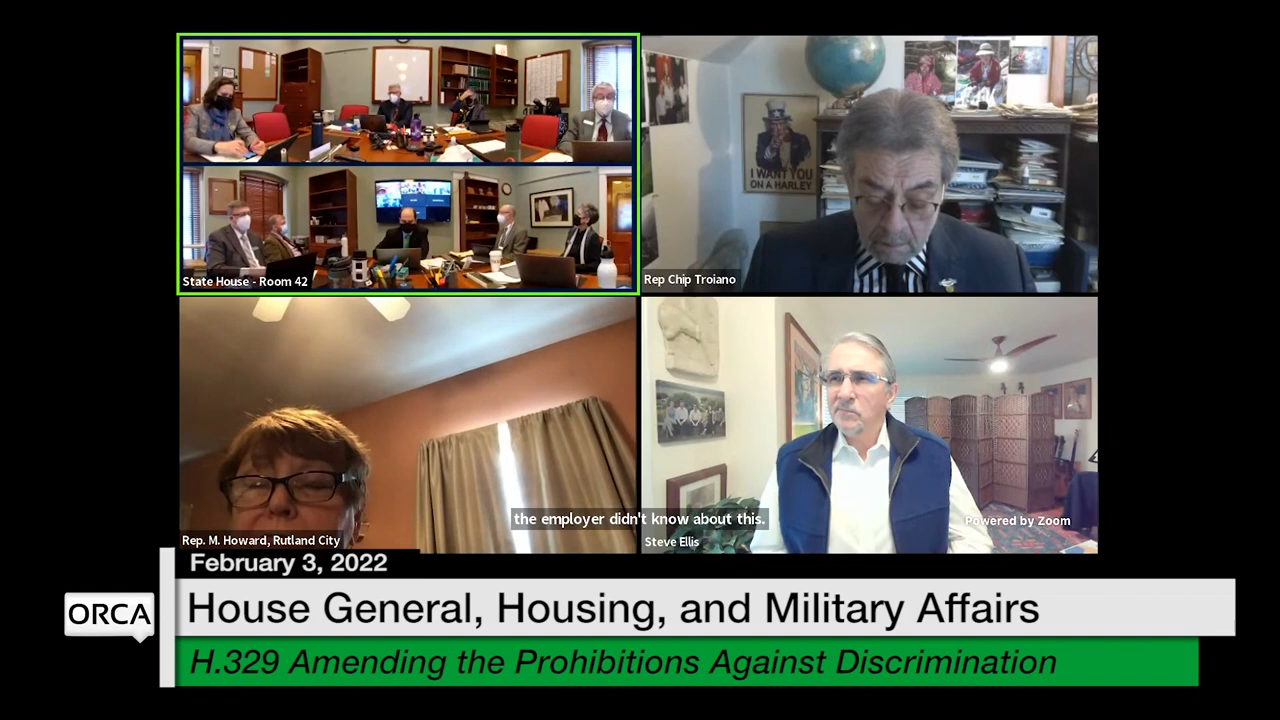 I WANT YOU
ON A HARLEY
State House - Room 42
Rep Chip Troiano
the employer didn't know about this.
Powered by Zoom
Rep. M. Howard, Rutland City
Steve Ellis
February 3, 2022
ORCA
House General, Housing, and Military Affairs
H.329 Amending the Prohibitions Against Discrimination